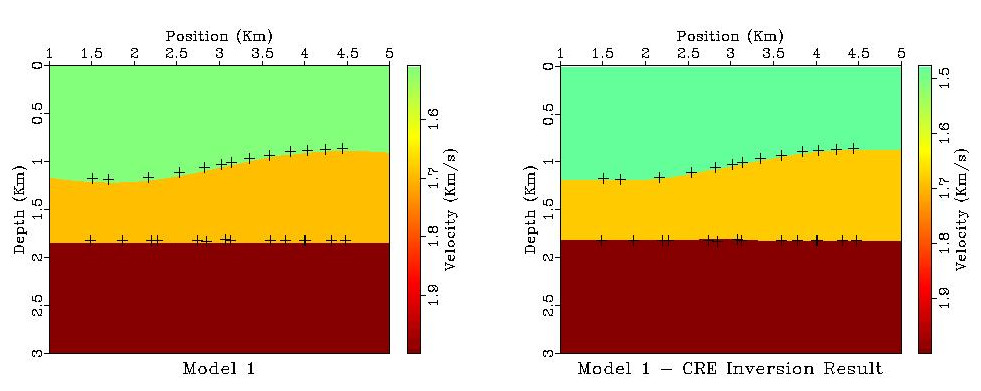 Position (Km)
1 1.5 2 2.5 3 3.5 4 4.5 5
0
0.5
1
1.5
2
2.5
3
Depth (Km)
1.6
1.7
1.8
1.9
Velocity (Km/s)
Model 1
Position (Km)
1 1.5 2 2.5 3 3.5 4 4.5 5
0
0.5
1
1.5
2
2.5
3
Depth (Km)
1.5
1.6
1.7
1.8
1.9
Velocity (Km/s)
Model 1 – CRE Inversion Result